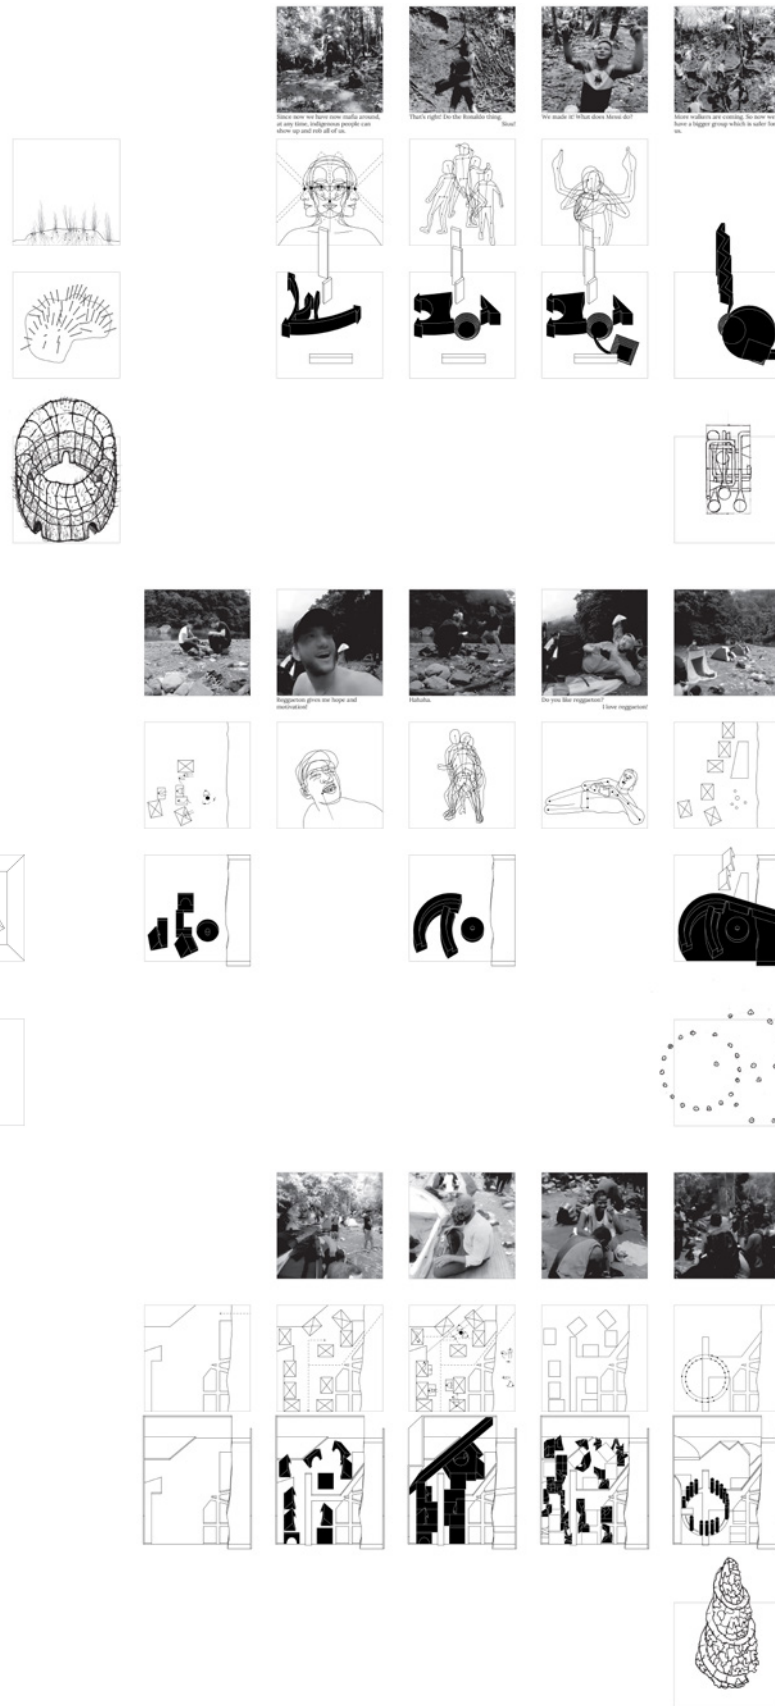 Since now we have now mafia around,
at any time, indigenous people can
show up and rob all of us.
That's right! Do the Ronaldo thing.
Siuu!
We made it! What does Messi do?
More walkers are coming. So now we
have a bigger group which is safer for
us.
Reggaeton gives me hope and
motivation!
Hahaha.
Do you like reggaeton?
I love reggaeton!